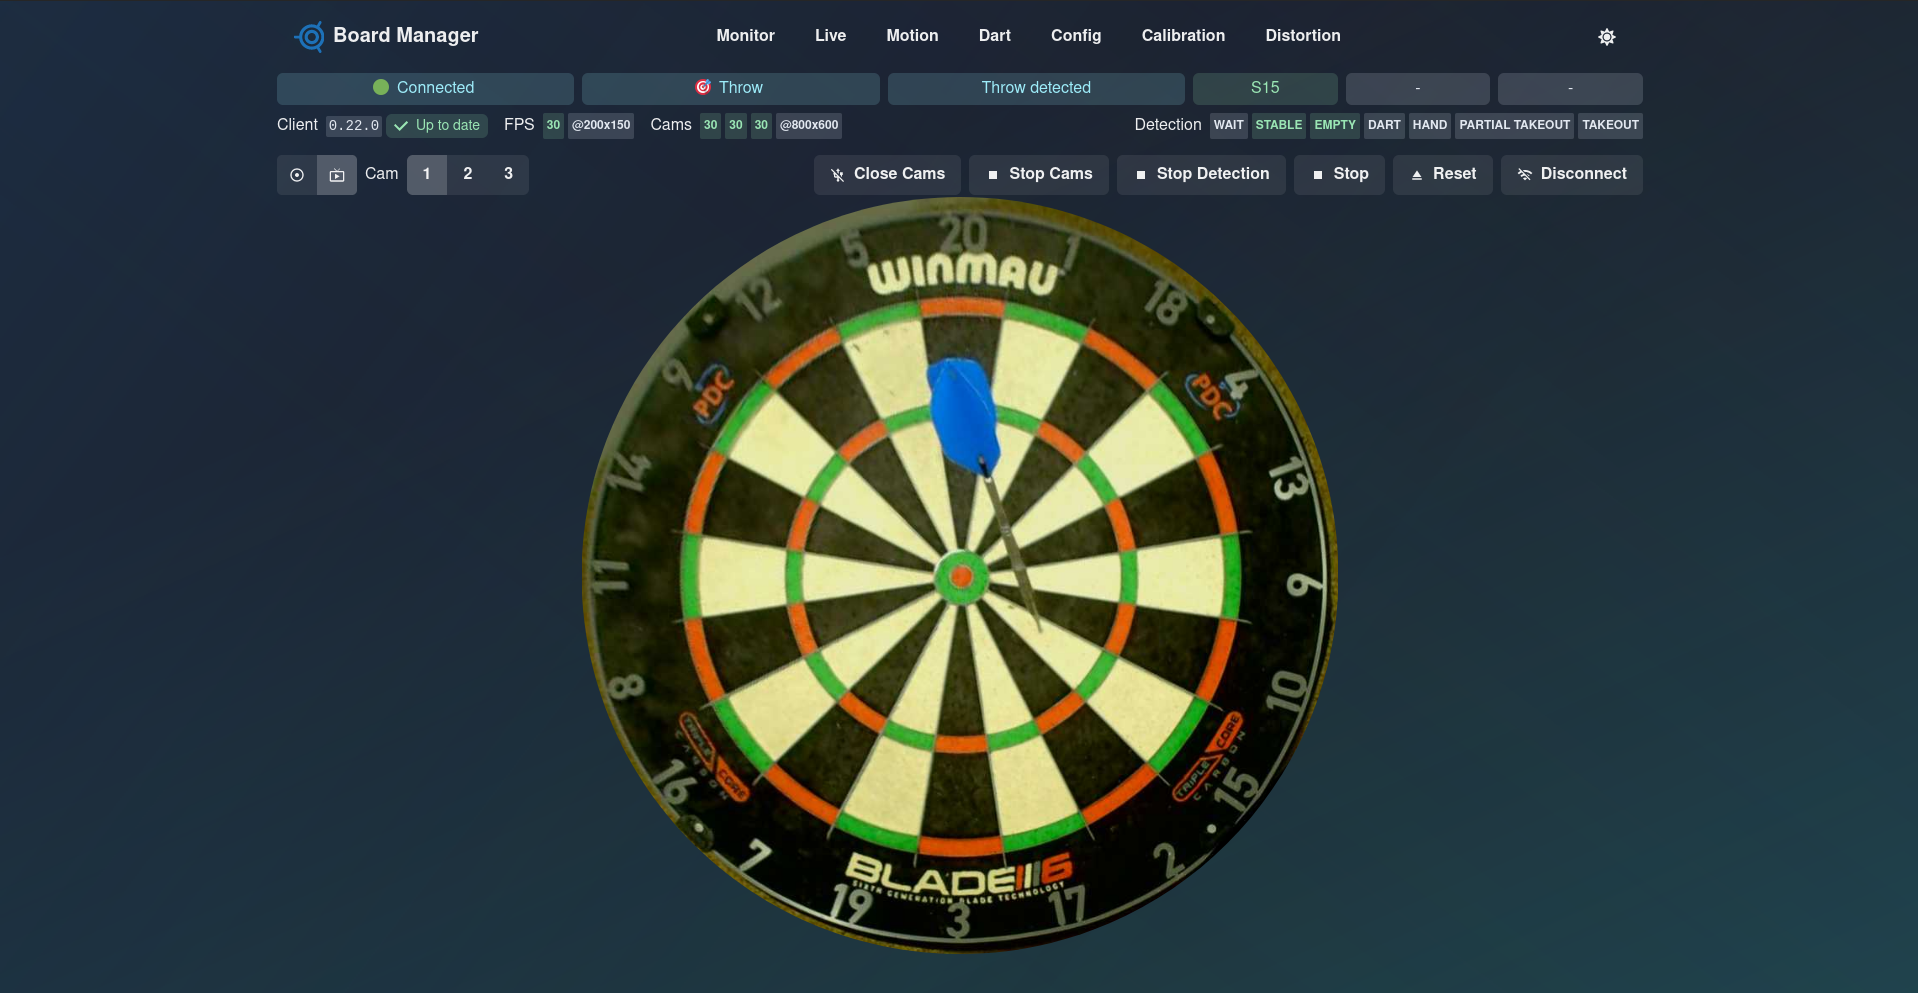 Board Manager
Monitor Live Motion Dart Config Calibration Distortion
Connected Throw Throw detected S15 - -
Client 0.22.0 Up to date FPS 30 @200x150 Cams 30 30 30 @800x600 Detection WAIT STABLE EMPTY DART HAND PARTIAL TAKEOUT TAKEOUT
Cam 1 2 3 Close Cams Stop Cams Stop Detection Stop Reset Disconnect
5 20 1
WINMAU
12 18
9 4
PDC PDC
14 13
11 6
8 10
TRIPLE CORE TRIPLE CORE
CARBON CARBON
16 15
7 2
BLADE 6
SIXTH GENERATION BLADE TECHNOLOGY
19 3 17